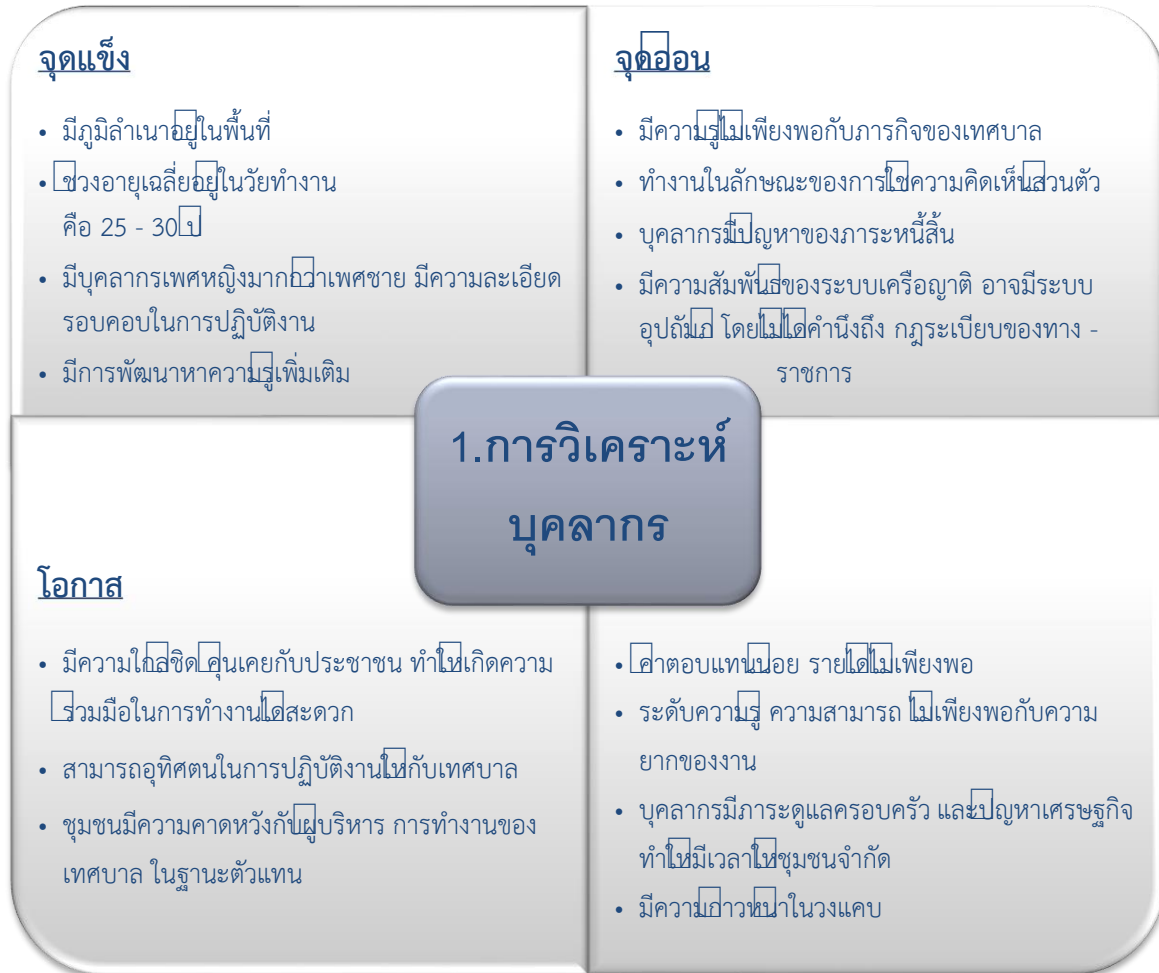 จุดแข็ง
• มีภูมิลำเนาอยูในพื้นที่
• ชวงอายุเฉลี่ยอยูในวัยทำงาน
คือ 25 - 30 ป
• มีบุคลากรเพศหญิงมากกวาเพศชาย มีความละเอียด
รอบคอบในการปฏิบัติงาน
• มีการพัฒนาหาความรูเพิ่มเติม
จุดอ่อน
• มีความรูไมเพียงพอกับภารกิจของเทศบาล
• ทำงานในลักษณะของการใชความคิดเห็นสวนตัว
• บุคลากรมีปญหาของภาระหนี้สิ้น
• มีความสัมพันธของระบบเครือญาติ อาจมีระบบ
อุปถัมภ โดยไมไดคำนึงถึง กฎระเบียบของทาง -
ราชการ
1.การวิเคราะห์
บุคลากร
โอกาส
• มีความใกลชิด คุนเคยกับประชาชน ทำใหเกิดความ
รวมมือในการทำงานไดสะดวก
• สามารถอุทิศตนในการปฏิบัติงานใหกับเทศบาล
• ชุมชนมีความคาดหวังกับผูบริหาร การทำงานของ
เทศบาล ในฐานะตัวแทน
• คาตอบแทนนอย รายไดไมเพียงพอ
• ระดับความรู ความสามารถ ไมเพียงพอกับความ
ยากของงาน
• บุคลากรมีภาระดูแลครอบครัว และปญหาเศรษฐกิจ
ทำใหมีเวลาใหชุมชนจำกัด
• มีความกาวหนาในวงแคบ